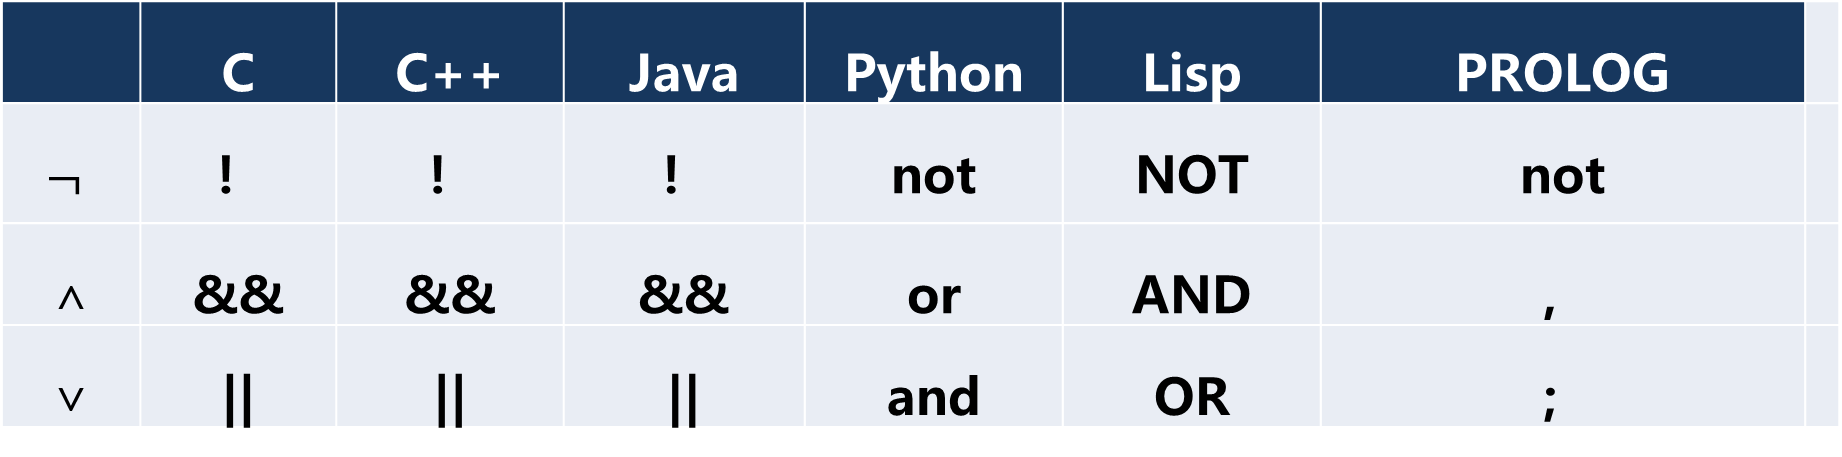 C C++ Java Python Lisp PROLOG
¬ ! ! ! not NOT not
∧ && && && or AND ,
∨ || || || and OR ;